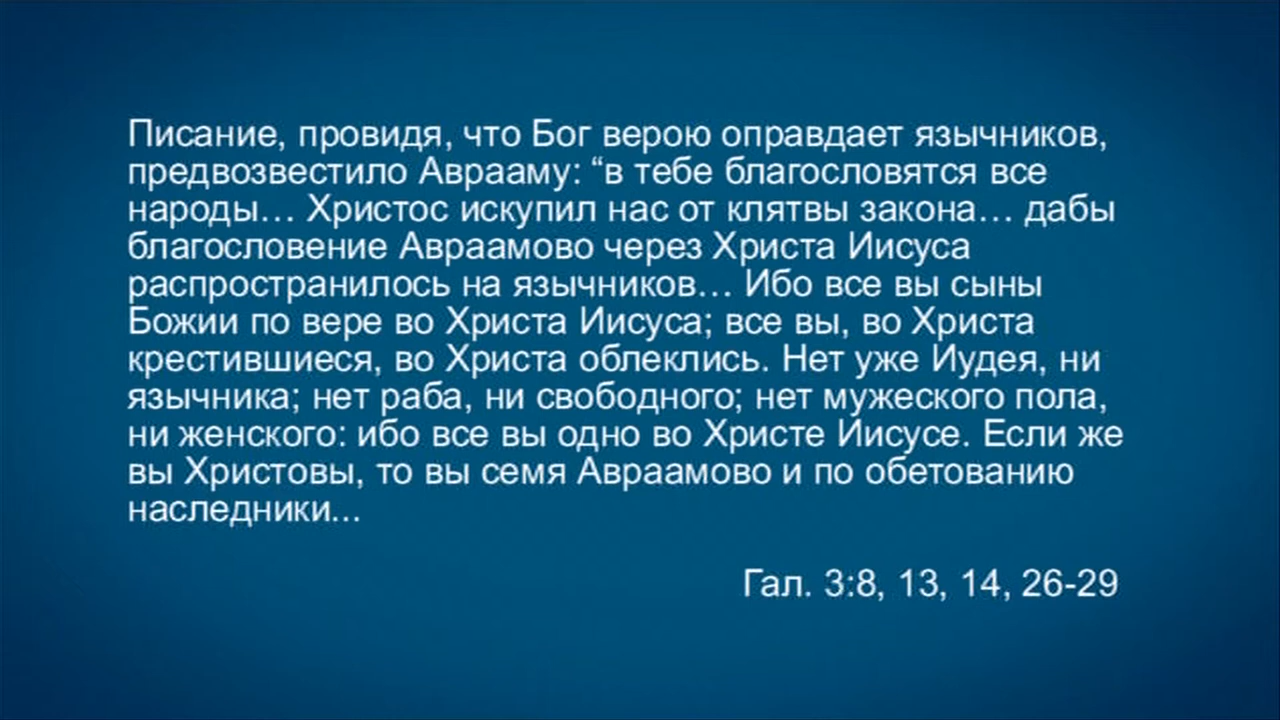 Писание, провидя, что Бог верою оправдает язычников,
предвозвестило Аврааму: “в тебе благословятся все
народы… Христос искупил нас от клятвы закона… дабы
благословение Авраамово через Христа Иисуса
распространилось на язычников… Ибо все вы сыны
Божии по вере во Христа Иисуса; все вы, во Христа
крестившиеся, во Христа облеклись. Нет уже Иудея, ни
язычника; нет раба, ни свободного; нет мужеского пола,
ни женского: ибо все вы одно во Христе Иисусе. Если же
вы Христовы, то вы семя Авраамово и по обетованию
наследники...
Гал. 3:8, 13, 14, 26-29